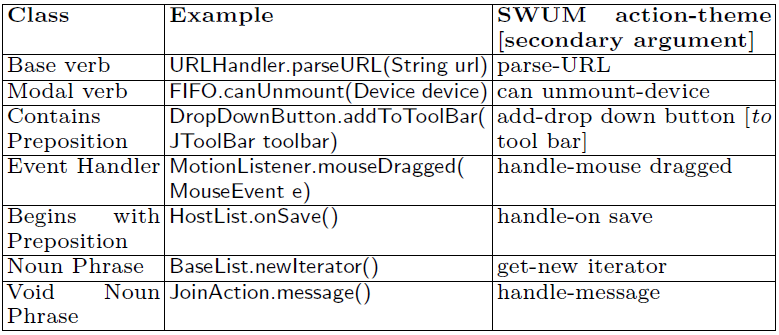 Class Example SWUM action-theme
[secondary argument]
Base verb URLHandler.parseURL(String url) parse-URL
Modal verb FIFO.canUnmount(Device device) can unmount-device
Contains DropDownButton.addToToolBar( add-drop down button [to
Preposition JToolBar toolbar) tool bar]
Event Handler MotionListener.mouseDragged( handle-mouse dragged
MouseEvent e)
Begins with HostList.onSave() handle-on save
Preposition
Noun Phrase BaseList.newIterator() get-new iterator
Void Noun JoinAction.message() handle-message
Phrase